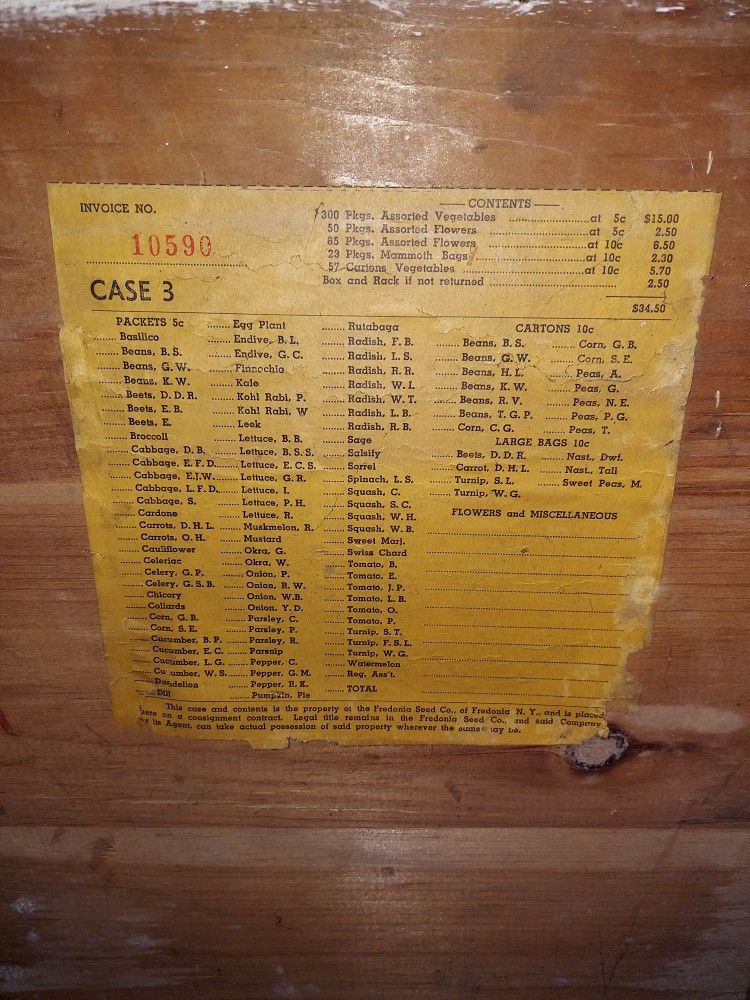 INVOICE NO.
10590
CASE 3
CONTENTS
300 Pkgs. Assorted Vegetables ... at 5c $15.00
50 Pkgs. Assorted Flowers ... at 5c 2.50
65 Pkgs. Assorted Flowers ... at 10c 6.50
23 Pkgs. Mammoth Bags ... at 10c 2.30
57 Cartons Vegetables ... at 10c 5.70
Box and Rack if not returned ... 2.50
$34.50
PACKETS 5c
Basilico
Beans, B. S.
Beans, G. W.
Beans, K. W.
Beets, D. D. R.
Beets, E. B.
Beets, E.
Broccoli
Cabbage, D. B.
Cabbage, E. F. D.
Cabbage, E.J.W.
Cabbage, L. F. D.
Cabbage, S.
Cardone
Carrots, D. H. L.
Carrots, O. H.
Cauliflower
Celeriac
Celery, G. P.
Celery, G. S. B.
Chicory
Collards
Corn, G. B.
Corn, S. E.
Cucumber, B. P.
Cucumber, E. C.
Cucumber, L. G.
Cucumber, W. S.
Dandelion
Dill
Egg Plant
Endive, B. L.
Endive, G. C.
Finnochio
Kale
Kohl Rabi, P.
Kohl Rabi, W
Leek
Lettuce, B. B.
Lettuce, B. S. S.
Lettuce, E. C. S.
Lettuce, G. R.
Lettuce, I.
Lettuce, P. H.
Lettuce, R.
Muskmelon, R.
Mustard
Okra, G.
Okra, W.
Onion, P.
Onion, R. W.
Onion, W.B.
Onion, Y. D.
Parsley, C.
Parsley, P.
Parsley, R.
Parsnip
Pepper, C.
Pepper, G. M.
Pepper, R. K.
Pumpkin, Pie
Rutabaga
Radish, F. B.
Radish, L. S.
Radish, R. R.
Radish, W. I.
Radish, W. T.
Radish, L. B.
Radish, R. B.
Sage
Salsify
Sorrel
Spinach, L. S.
Squash, C.
Squash, S. C.
Squash, W. H.
Squash, W. B.
Sweet Marj.
Swiss Chard
Tomato, B.
Tomato, E.
Tomato, J. P.
Tomato, L. B.
Tomato, O.
Tomato, P.
Turnip, S. T.
Turnip, F. S. L.
Turnip, W. G.
Watermelon
Reg. Ass't.
TOTAL
CARTONS 10c
Beans, B. S.
Beans, G. W.
Beans, H. L.
Beans, K. W.
Beans, R. V.
Beans, T. G. P.
Corn, C. G.
Corn, G. B.
Corn, S. E.
Peas, A.
Peas, G.
Peas, N. E.
Peas, P. G.
Peas, T.
LARGE BAGS 10c
Beets, D. D. R.
Carrot, D. H. L.
Turnip, S. L.
Turnip, W. G.
Nast., Dwf.
Nast., Tall
Sweet Peas, M.
FLOWERS and MISCELLANEOUS
This case and contents is the property of the Fredonia Seed Co., of Fredonia N. Y., and is placed
here on a consignment contract. Legal title remains in the Fredonia Seed Co., and said Company
or its Agent, can take actual possession of said property wherever the same may be.